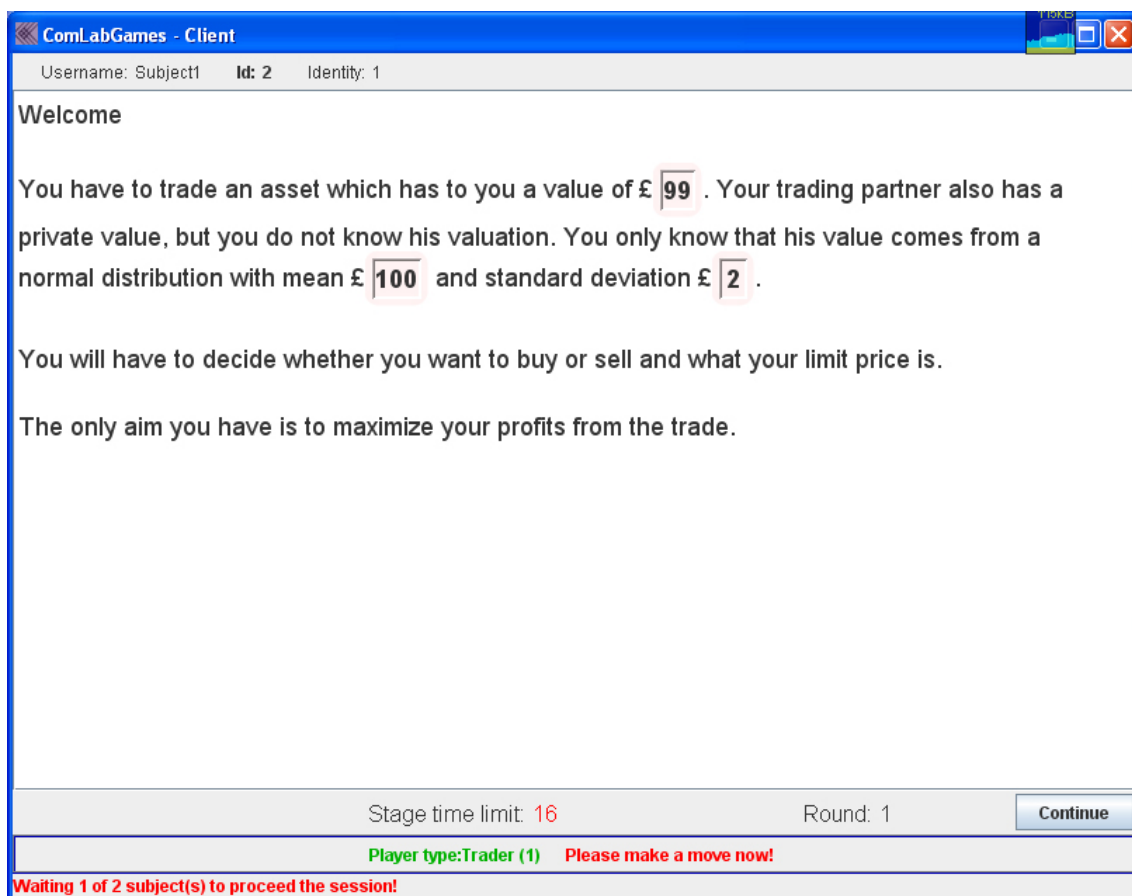 115KB
ComLabGames - Client
Username: Subject1 Id: 2 Identity: 1
Welcome
You have to trade an asset which has to you a value of £ 99 . Your trading partner also has a
private value, but you do not know his valuation. You only know that his value comes from a
normal distribution with mean £ 100 and standard deviation £ 2 .
You will have to decide whether you want to buy or sell and what your limit price is.
The only aim you have is to maximize your profits from the trade.
Stage time limit: 16 Round: 1 Continue
Player type:Trader (1) Please make a move now!
Waiting 1 of 2 subject(s) to proceed the session!